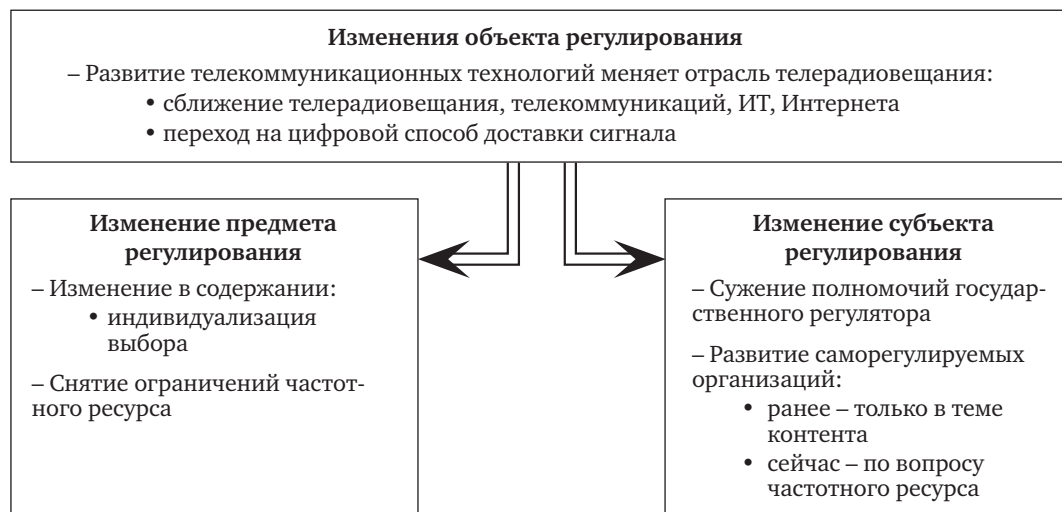 Изменения объекта регулирования
– Развитие телекоммуникационных технологий меняет отрасль телерадиовещания:
• сближение телерадиовещания, телекоммуникаций, ИТ, Интернета
• переход на цифровой способ доставки сигнала
Изменение предмета
регулирования
– Изменение в содержании:
• индивидуализация
выбора
– Снятие ограничений частот-
ного ресурса
Изменение субъекта
регулирования
– Сужение полномочий государ-
ственного регулятора
– Развитие саморегулируемых
организаций:
• ранее – только в теме
контента
• сейчас – по вопросу
частотного ресурса